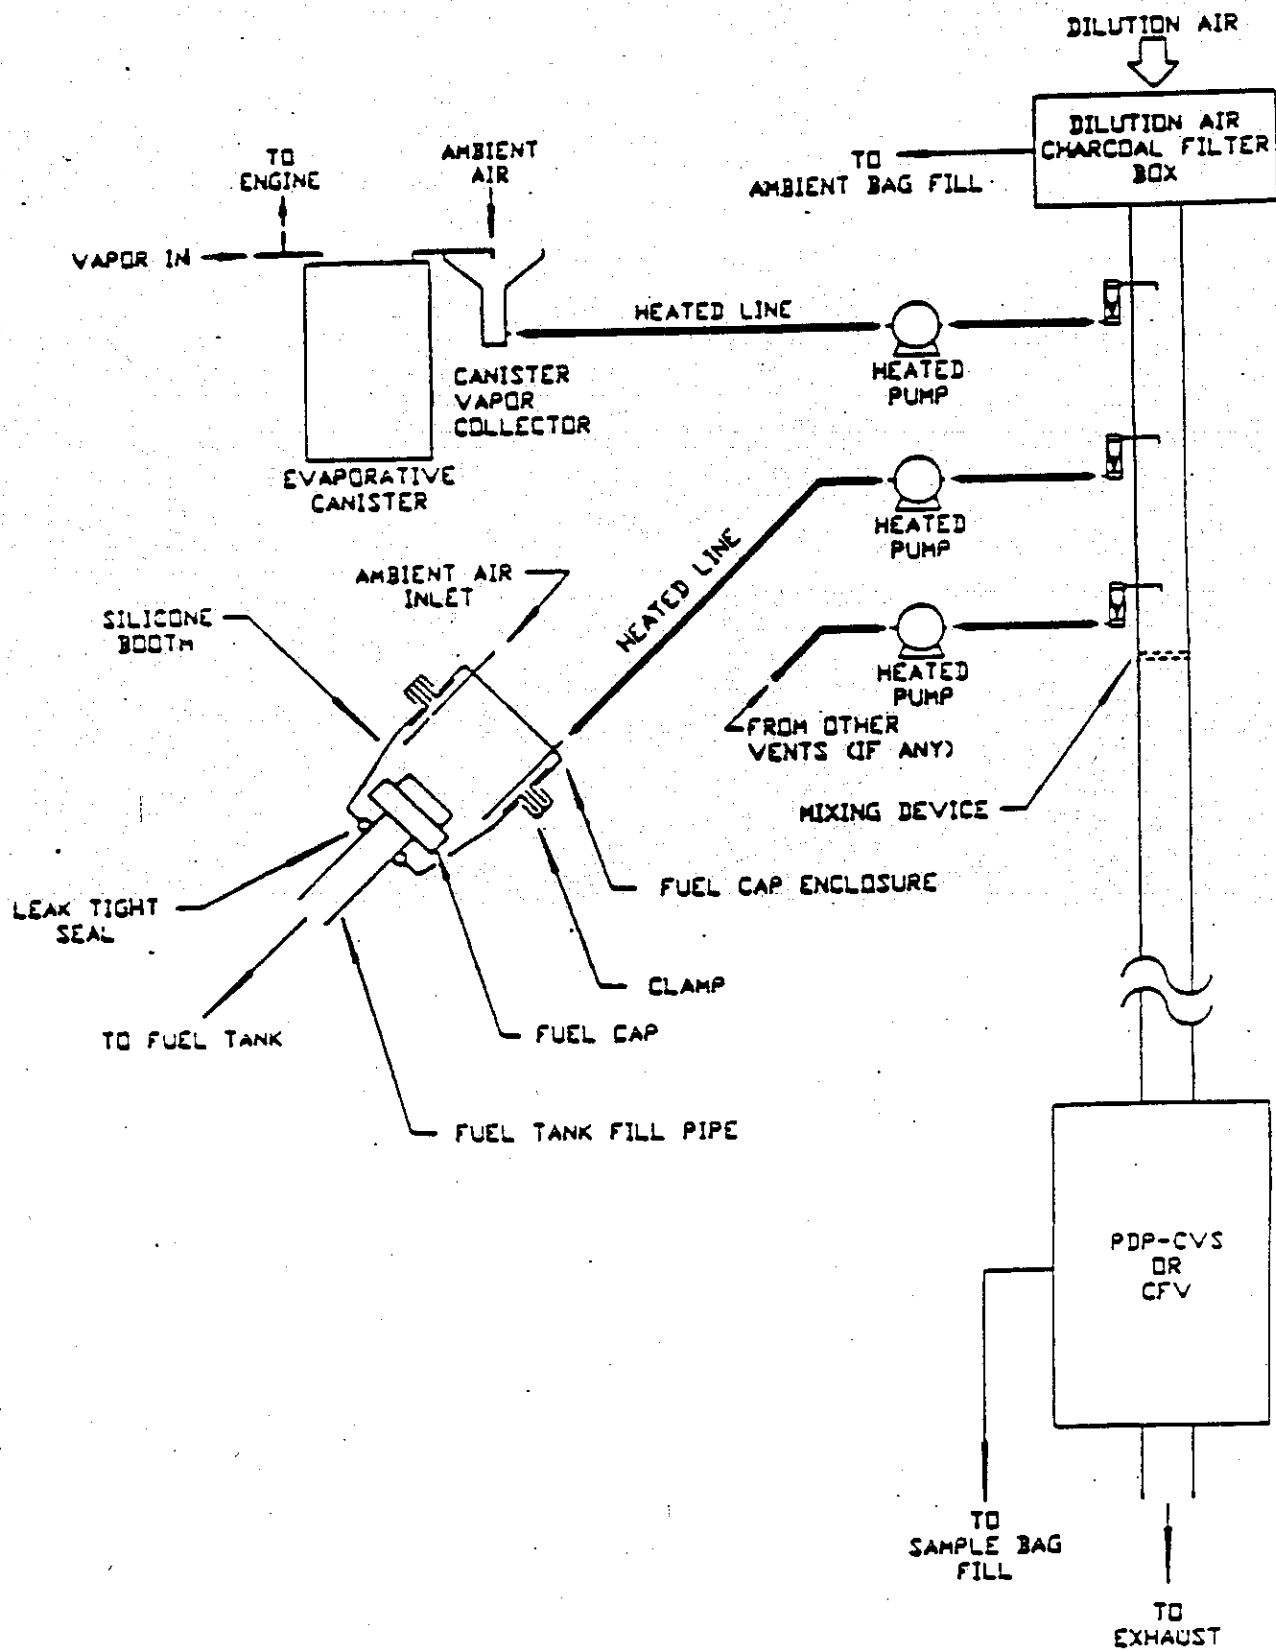 DILUTION AIR
DILUTION AIR
CHARCOAL FILTER
BOX
TO
AMBIENT BAG FILL
TO
ENGINE
AMBIENT
AIR
VAPOR IN
HEATED LINE
HEATED
PUMP
CANISTER
VAPOR
COLLECTOR
EVAPORATIVE
CANISTER
HEATED
PUMP
HEATED LINE
AMBIENT AIR
INLET
SILICONE
BOOTH
HEATED
PUMP
FROM OTHER
VENTS (IF ANY)
MIXING DEVICE
FUEL CAP ENCLOSURE
LEAK TIGHT
SEAL
CLAMP
TO FUEL TANK
FUEL CAP
FUEL TANK FILL PIPE
PDP-CVS
OR
CFV
TO
SAMPLE BAG
FILL
TO
EXHAUST